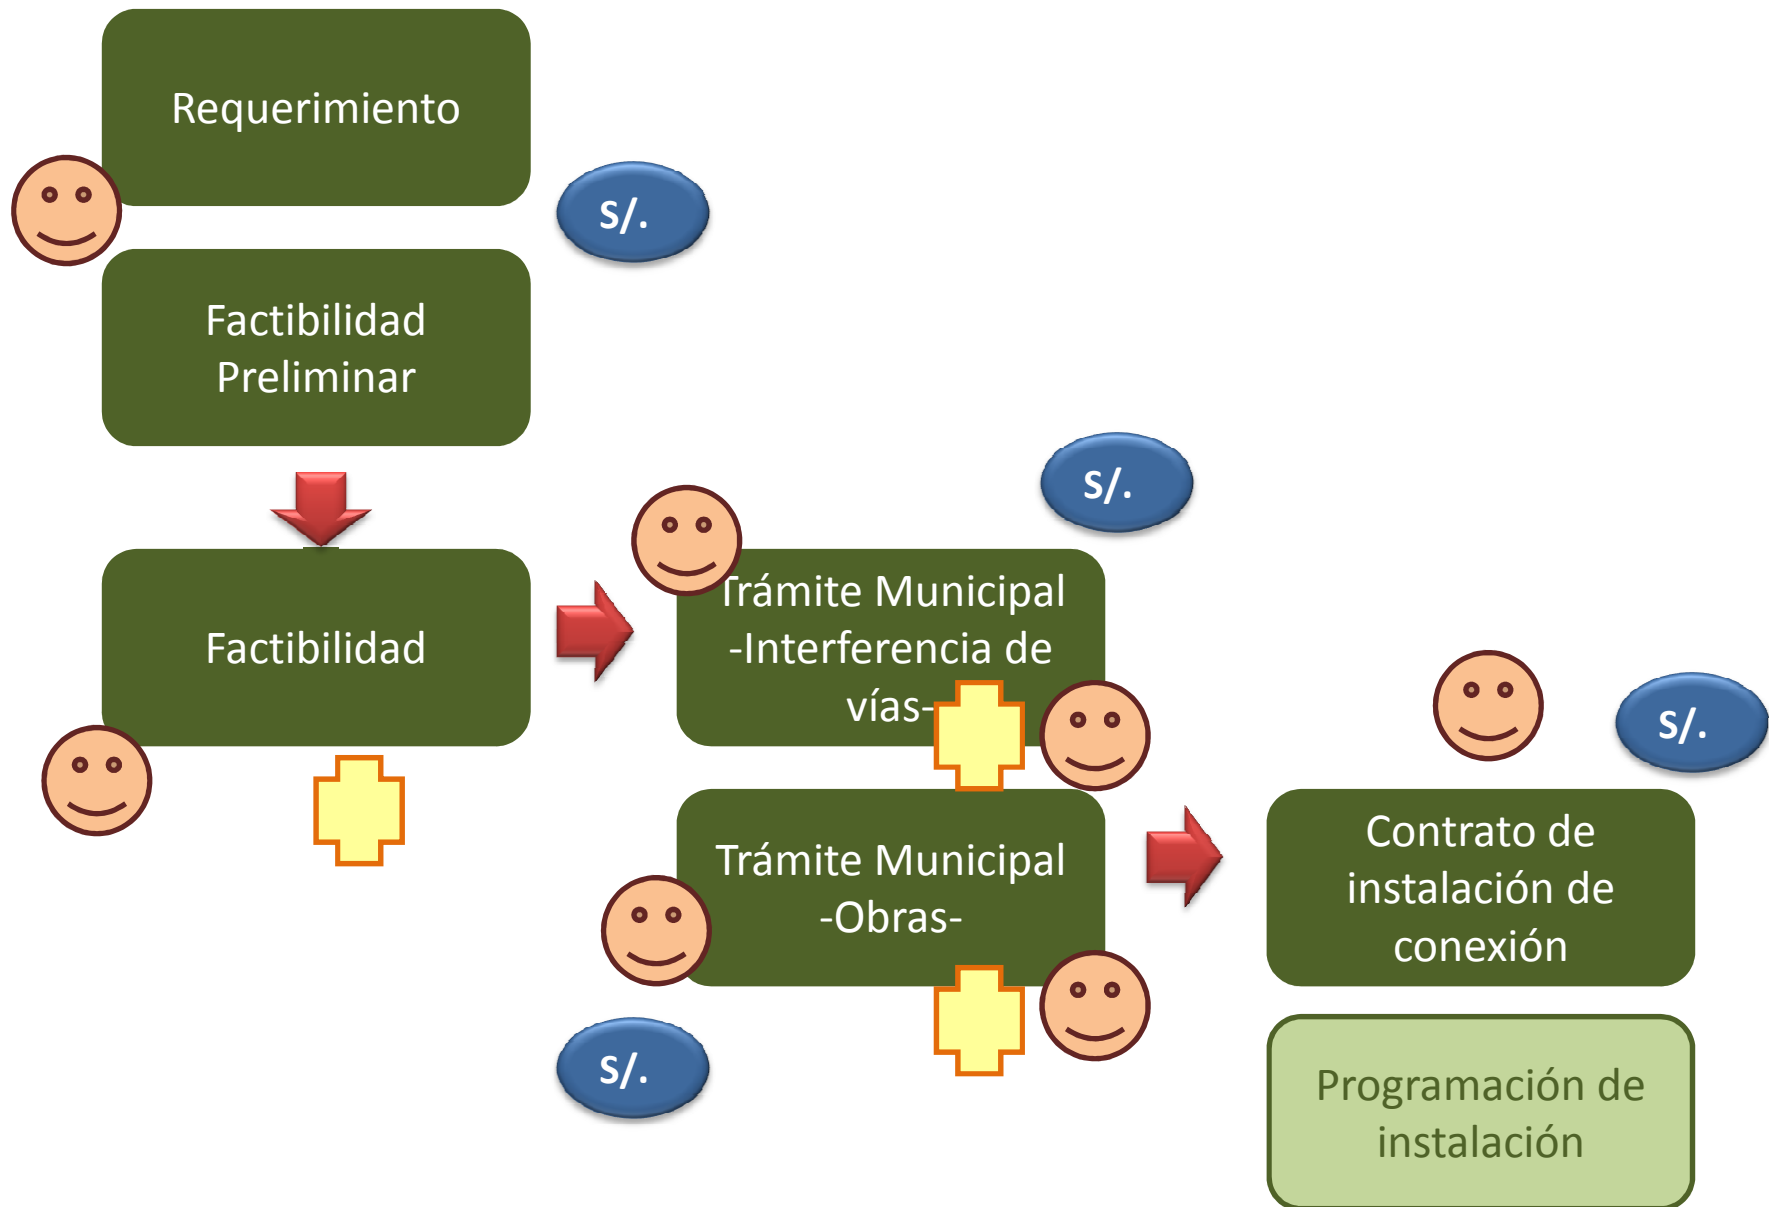 Requerimiento
S/.
Factibilidad
Preliminar
S/.
Factibilidad
Trámite Municipal
-Interferencia de
vías-
S/.
Trámite Municipal
-Obras-
Contrato de
instalación de
conexión
S/.
Programación de
instalación